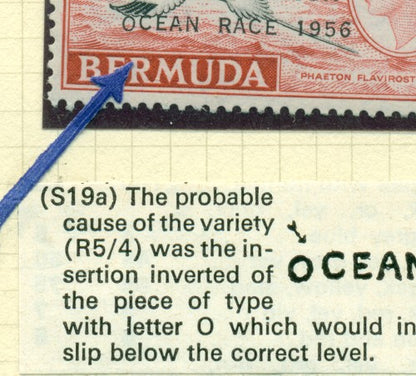 OCEAN RACE 1956
BERMUDA
PHAETON FLAVIROST
(S19a) The probable
cause of the variety
(R5/4) was the in-
sertion inverted of
the piece of type
OCEAN
with letter O which would in
slip below the correct level.